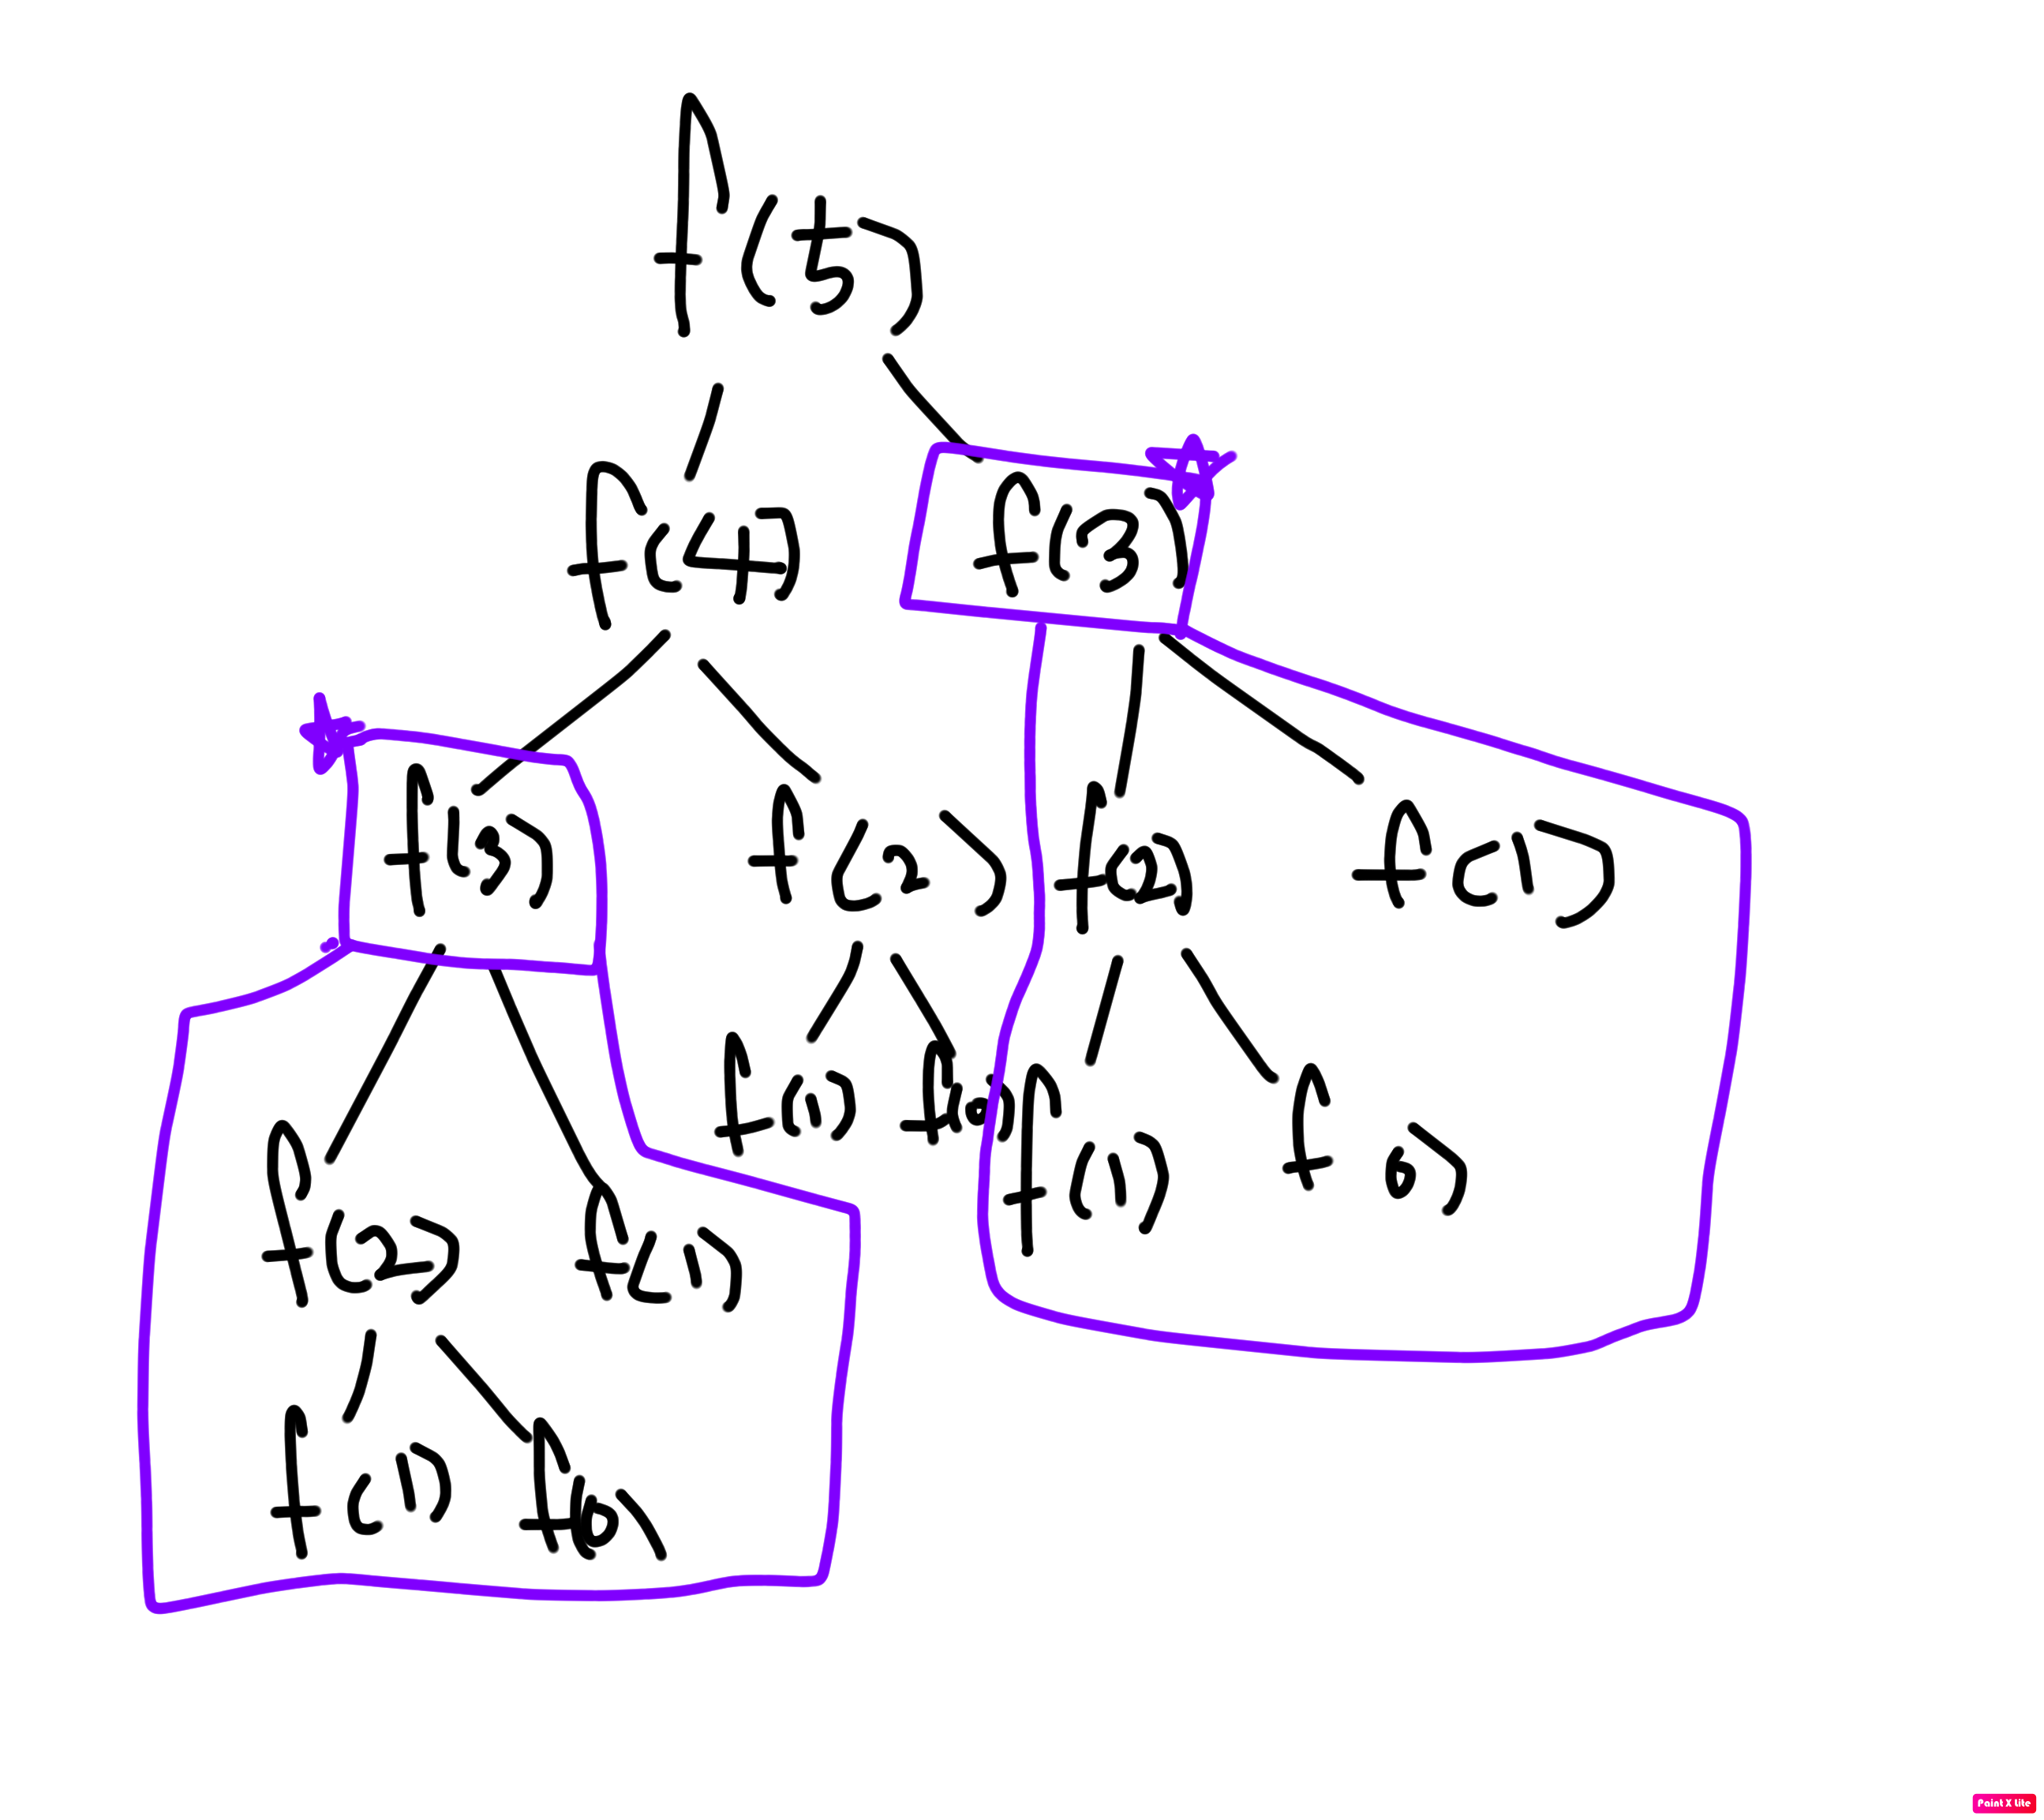 f(5)
f(4) f(3)
f(3) f(2) f(2) f(1)
f(1) f(0) f(1) f 0)
f(2) f(1)
f(1) f(0)
Paint X Lite